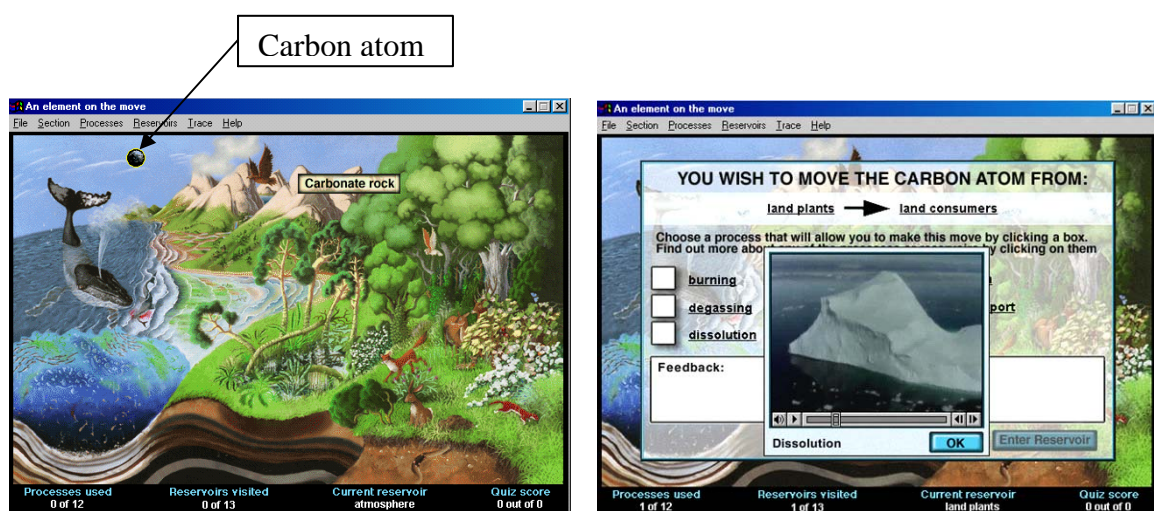 Carbon atom
An element on the move
File Section Processes Reservoirs Trace Help
Carbonate rock
Processes used
0 of 12
Reservoirs visited
0 of 13
Current reservoir
atmosphere
Quiz score
0 out of 0
An element on the move
File Section Processes Reservoirs Trace Help
YOU WISH TO MOVE THE CARBON ATOM FROM:
land plants land consumers
Choose a process that will allow you to make this move by clicking a box.
Find out more about by clicking on them
burning
degassing port
dissolution
Feedback:
Dissolution OK Enter Reservoir
Processes used
1 of 12
Reservoirs visited
1 of 13
Current reservoir
land plants
Quiz score
0 out of 0